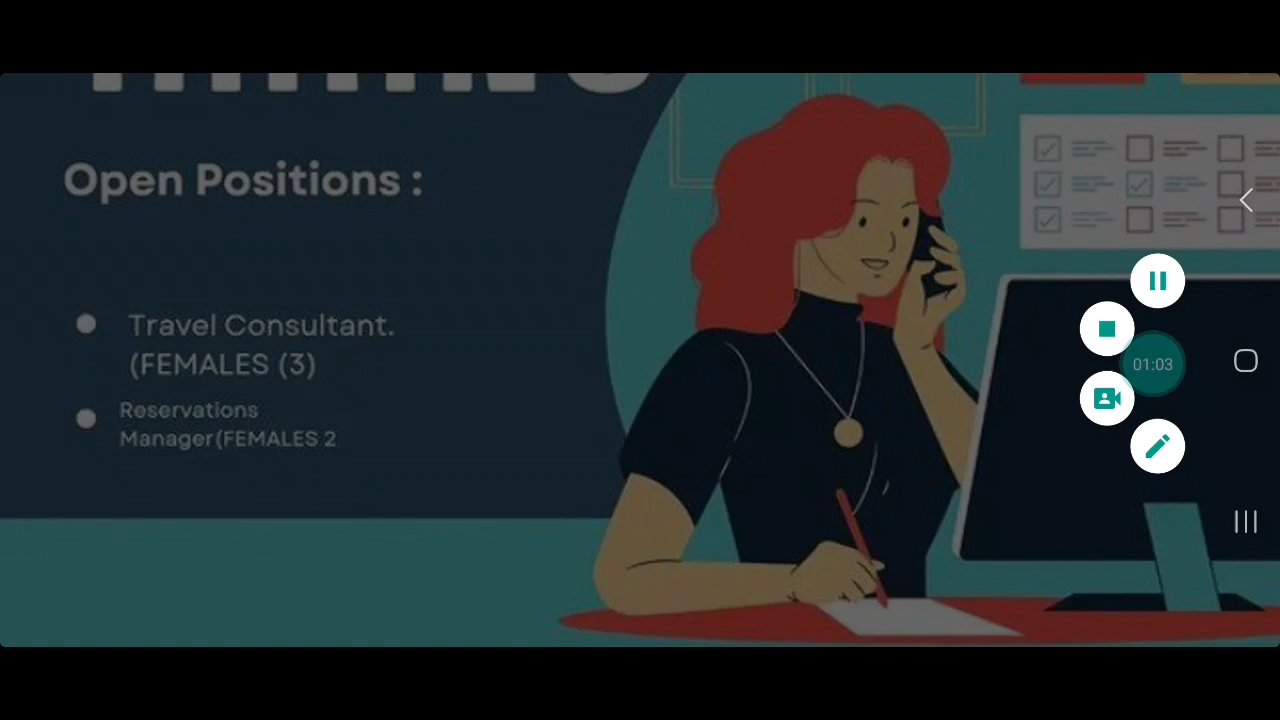 Open Positions :
Travel Consultant.
(FEMALES (3)
Reservations
Manager(FEMALES 2
01:03